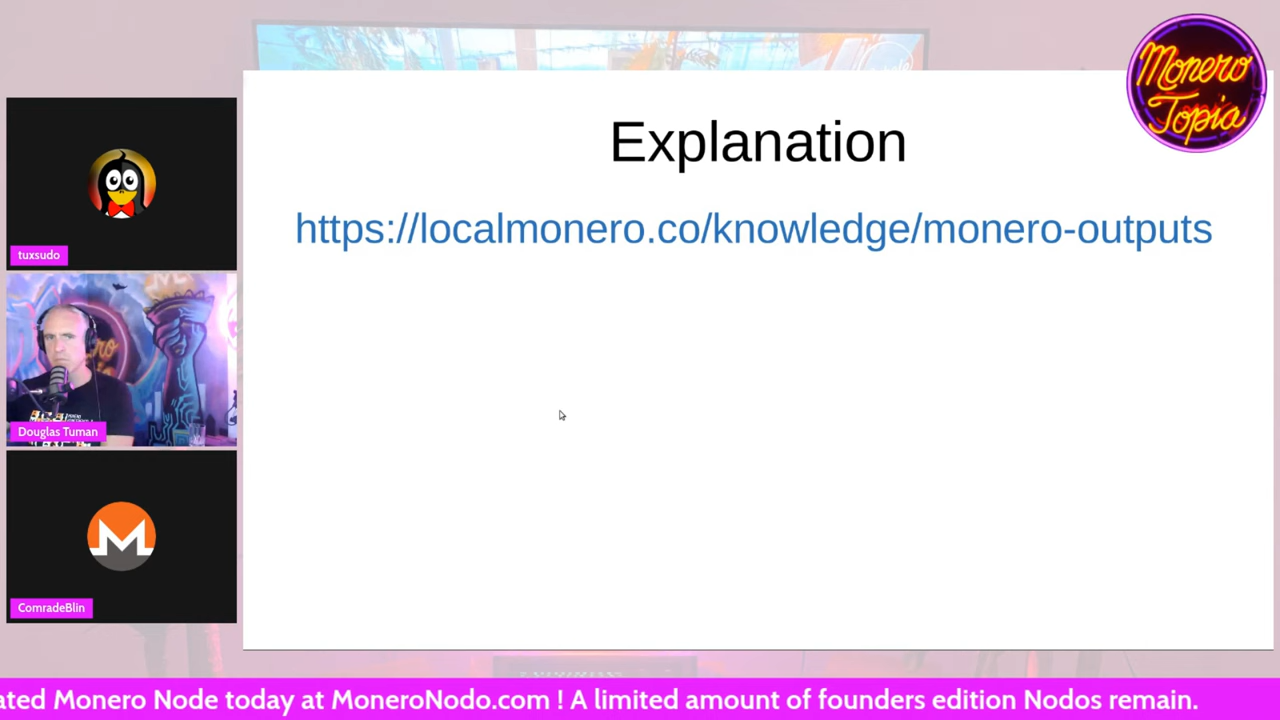 Monero
Topia
Explanation
https://localmonero.co/knowledge/monero-outputs
tuxsudo
Douglas Tuman
ComradeBlin
ated Monero Node today at MoneroNodo.com ! A limited amount of founders edition Nodos remain.